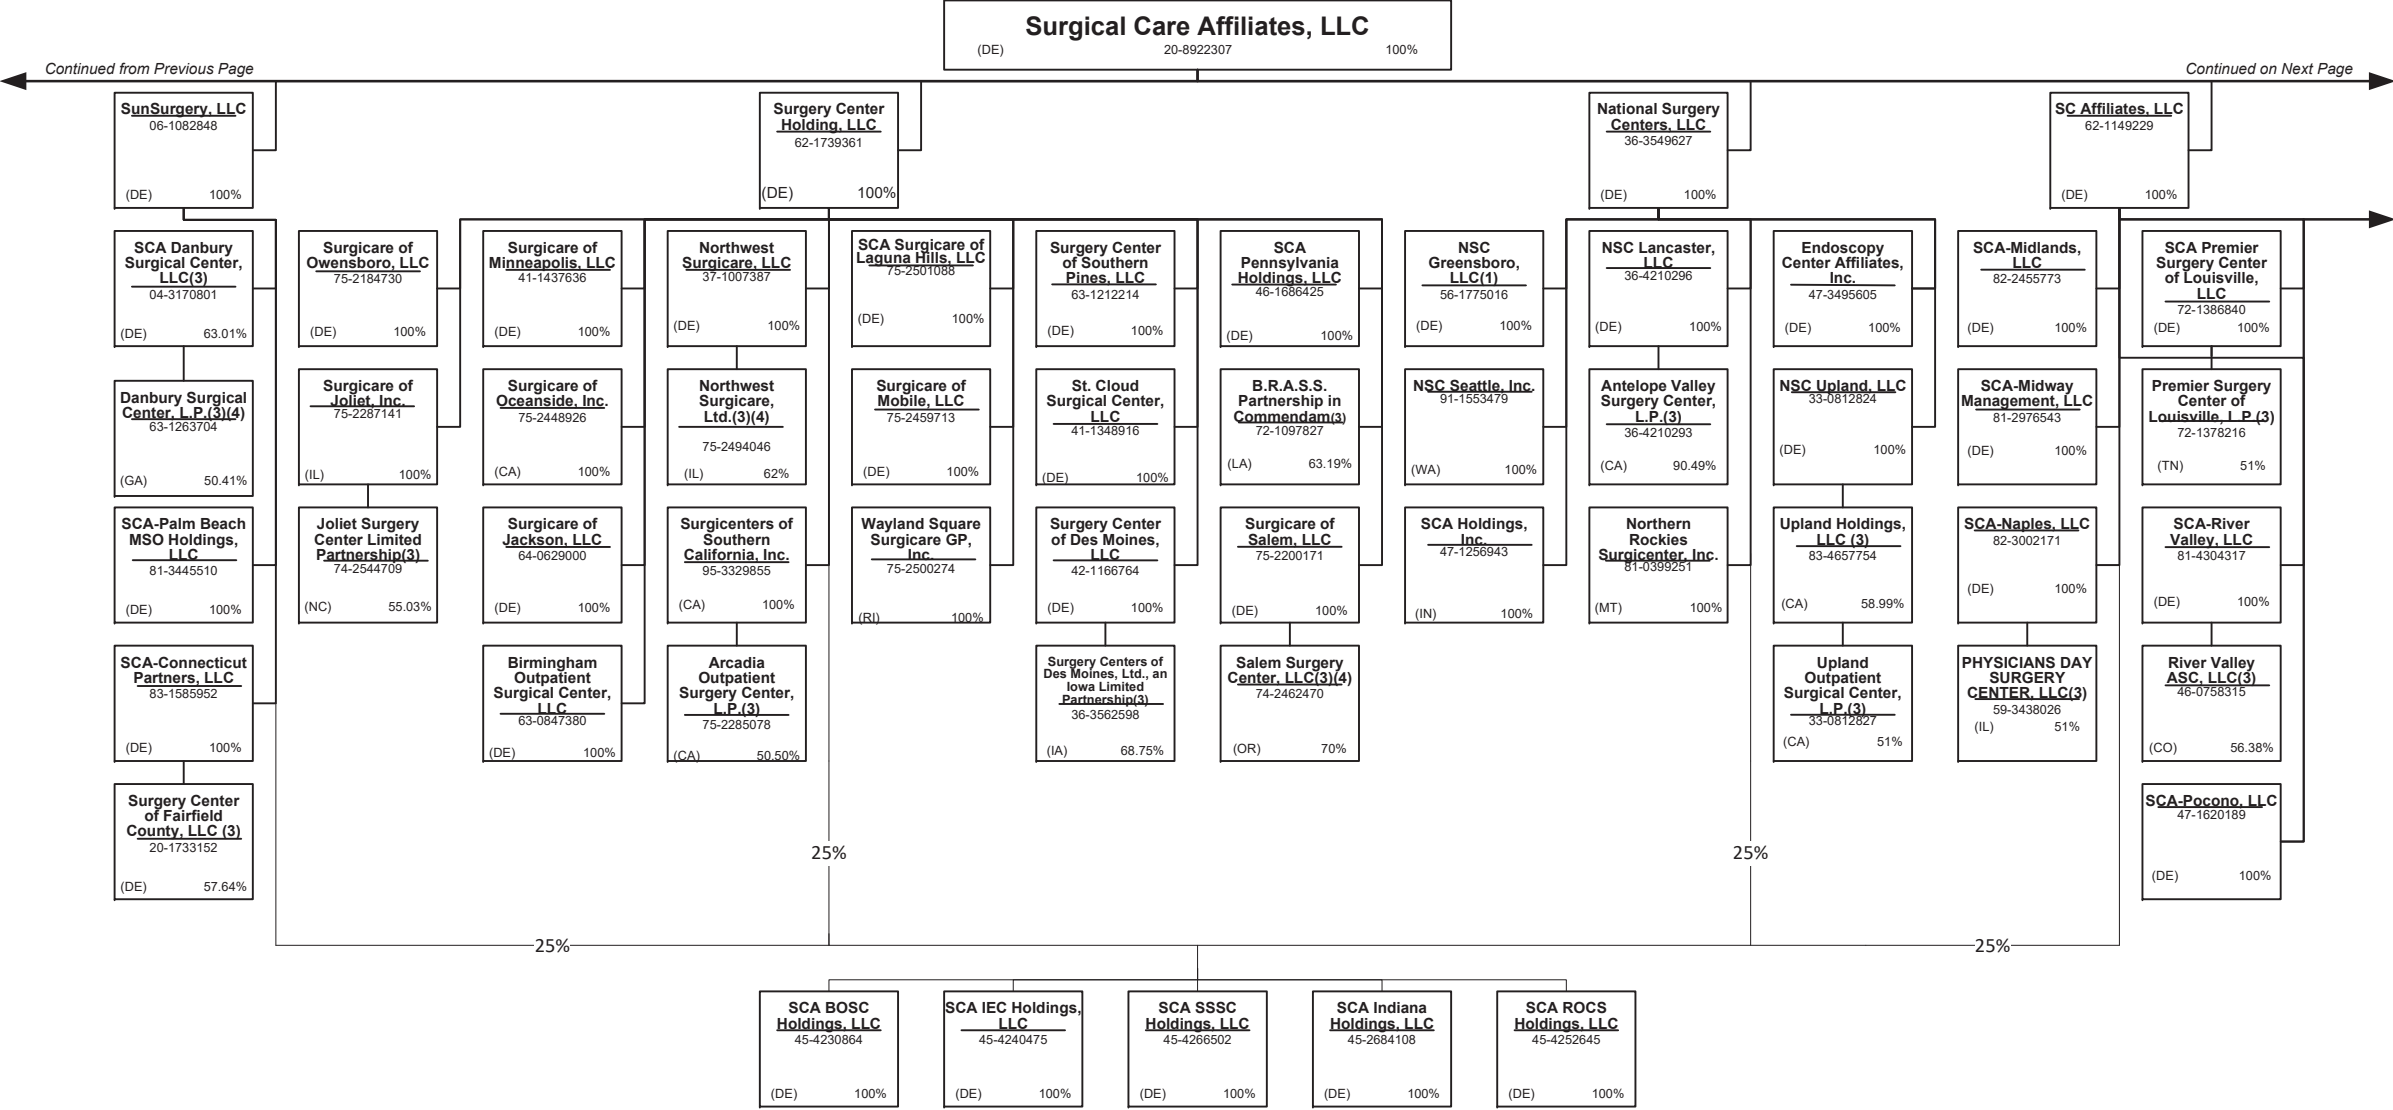 Surgical Care Affiliates, LLC
(DE) 20-8922307 100%
Continued from Previous Page
Continued on Next Page
SunSurgery, LLC
06-1082848
(DE) 100%
Surgery Center
Holding, LLC
62-1739361
(DE) 100%
National Surgery
Centers, LLC
36-3549627
(DE) 100%
SC Affiliates, LLC
62-1149229
(DE) 100%
SCA Danbury
Surgical Center,
LLC(3)
04-3170801
(DE) 63.01%
Surgicare of
Owensboro, LLC
75-2184730
(DE) 100%
Surgicare of
Minneapolis, LLC
41-1437636
(DE) 100%
Northwest
Surgicare, LLC
37-1007387
(DE) 100%
SCA Surgicare of
Laguna Hills, LLC
75-2501088
(DE) 100%
Surgery Center
of Southern
Pines, LLC
63-1212214
(DE) 100%
SCA
Pennsylvania
Holdings, LLC
46-1686425
(DE) 100%
NSC
Greensboro,
LLC(1)
56-1775016
(DE) 100%
NSC Lancaster,
LLC
36-4210296
(DE) 100%
Endoscopy
Center Affiliates,
Inc.
47-3495605
(DE) 100%
SCA-Midlands,
LLC
82-2455773
(DE) 100%
SCA Premier
Surgery Center
of Louisville,
LLC
72-1386840
(DE) 100%
Danbury Surgical
Center, L.P.(3)(4)
63-1263704
(GA) 50.41%
Surgicare of
Joliet, Inc.
75-2287141
(IL) 100%
Surgicare of
Oceanside, Inc.
75-2448926
(CA) 100%
Northwest
Surgicare,
Ltd.(3)(4)
75-2494046
(IL) 62%
Surgicare of
Mobile, LLC
75-2459713
(DE) 100%
St. Cloud
Surgical Center,
LLC
41-1348916
(DE) 100%
B.R.A.S.S.
Partnership in
Commendam(3)
72-1097827
(LA) 63.19%
NSC Seattle, Inc.
91-1553479
(WA) 100%
Antelope Valley
Surgery Center,
L.P.(3)
36-4210293
(CA) 90.49%
NSC Upland, LLC
33-0812824
(DE) 100%
SCA-Midway
Management, LLC
81-2976543
(DE) 100%
Premier Surgery
Center of
Louisville, L.P.(3)
72-1378216
(TN) 51%
SCA-Palm Beach
MSO Holdings,
LLC
81-3445510
(DE) 100%
Joliet Surgery
Center Limited
Partnership(3)
74-2544709
(NC) 55.03%
Surgicare of
Jackson, LLC
64-0629000
(DE) 100%
Surgicenters of
Southern
California, Inc.
95-3329855
(CA) 100%
Wayland Square
Surgicare GP,
Inc.
75-2500274
(RI) 100%
Surgery Center
of Des Moines,
LLC
42-1166764
(DE) 100%
Surgicare of
Salem, LLC
75-2200171
(DE) 100%
SCA Holdings,
Inc.
47-1256943
(IN) 100%
Northern
Rockies
Surgicenter, Inc.
81-0399251
(MT) 100%
Upland Holdings,
LLC (3)
83-4657754
(CA) 58.99%
SCA-Naples, LLC
82-3002171
(DE) 100%
SCA-River
Valley, LLC
81-4304317
(DE) 100%
SCA-Connecticut
Partners, LLC
83-1585952
(DE) 100%
Birmingham
Outpatient
Surgical Center,
LLC
63-0847380
(DE) 100%
Arcadia
Outpatient
Surgery Center,
L.P.(3)
75-2285078
(CA) 50.50%
Surgery Centers of
Des Moines, Ltd., an
Iowa Limited
Partnership(3)
36-3562598
(IA) 68.75%
Salem Surgery
Center, LLC(3)(4)
74-2462470
(OR) 70%
Upland
Outpatient
Surgical Center,
L.P.(3)
33-0812827
(CA) 51%
PHYSICIANS DAY
SURGERY
CENTER, LLC(3)
59-3438026
(IL) 51%
River Valley
ASC, LLC(3)
46-0758315
(CO) 56.38%
Surgery Center
of Fairfield
County, LLC (3)
20-1733152
(DE) 57.64%
SCA-Pocono, LLC
47-1620189
(DE) 100%
25%
25%
25%
25%
SCA BOSC
Holdings, LLC
45-4230864
(DE) 100%
SCA IEC Holdings,
LLC
45-4240475
(DE) 100%
SCA SSSC
Holdings, LLC
45-4266502
(DE) 100%
SCA Indiana
Holdings, LLC
45-2684108
(DE) 100%
SCA ROCS
Holdings, LLC
45-4252645
(DE) 100%